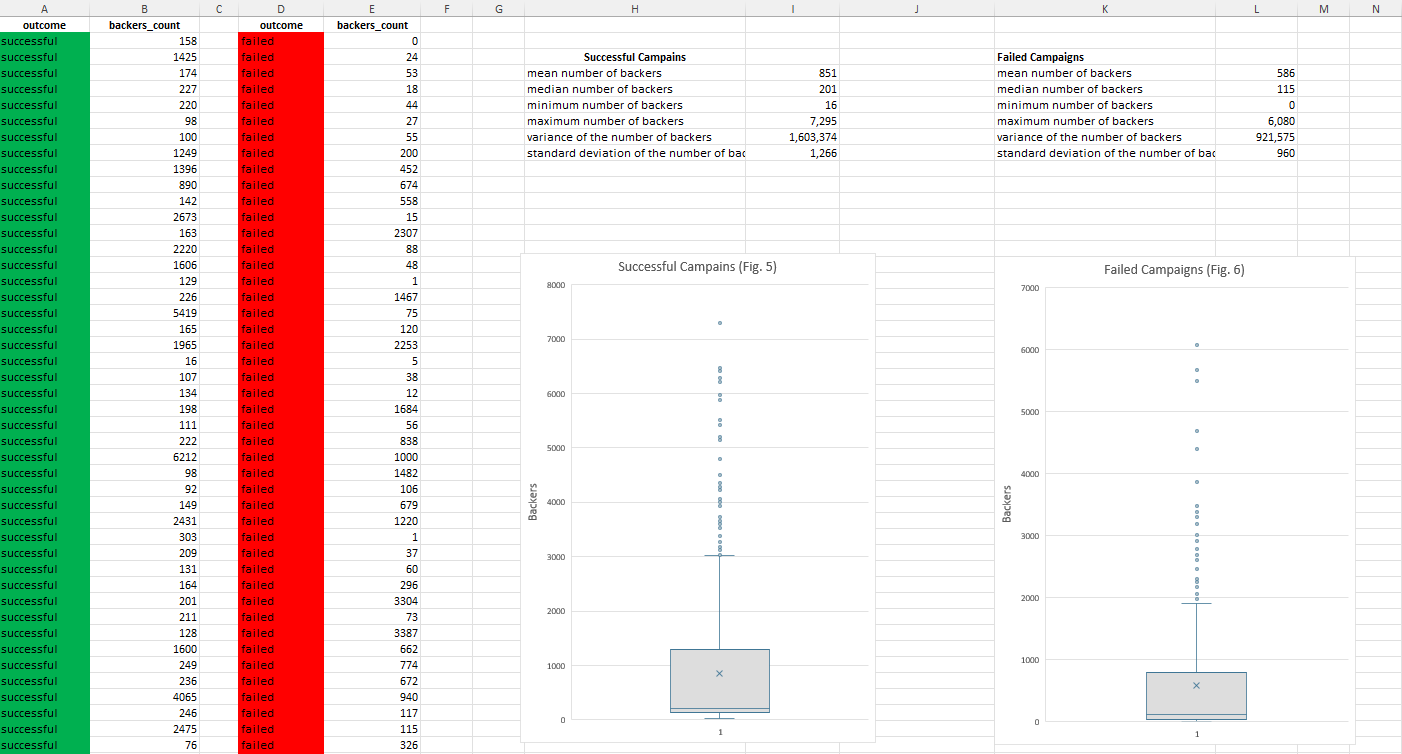 A B C D E F G H I J K L M N
outcome backers_count outcome backers_count
successful 158 failed 0
successful 1425 failed 24 Successful Campains Failed Campaigns
successful 174 failed 53 mean number of backers 851 mean number of backers 586
successful 227 failed 18 median number of backers 201 median number of backers 115
successful 220 failed 44 minimum number of backers 16 minimum number of backers 0
successful 98 failed 27 maximum number of backers 7,295 maximum number of backers 6,080
successful 100 failed 55 variance of the number of backers 1,603,374 variance of the number of backers 921,575
successful 1249 failed 200 standard deviation of the number of bac 1,266 standard deviation of the number of bac 960
successful 1396 failed 452
successful 890 failed 674
successful 142 failed 558
successful 2673 failed 15
successful 163 failed 2307
successful 2220 failed 88
successful 1606 failed 48
successful 129 failed 1
successful 226 failed 1467
successful 5419 failed 75
successful 165 failed 120
successful 1965 failed 2253
successful 16 failed 5
successful 107 failed 38
successful 134 failed 12
successful 198 failed 1684
successful 111 failed 56
successful 222 failed 838
successful 6212 failed 1000
successful 98 failed 1482
successful 92 failed 106
successful 149 failed 679
successful 2431 failed 1220
successful 303 failed 1
successful 209 failed 37
successful 131 failed 60
successful 164 failed 296
successful 201 failed 3304
successful 211 failed 73
successful 128 failed 3387
successful 1600 failed 662
successful 249 failed 774
successful 236 failed 672
successful 4065 failed 940
successful 246 failed 117
successful 2475 failed 115
successful 76 failed 326
Successful Campains (Fig. 5)
8000
7000
6000
5000
4000
3000
2000
1000
0
Backers
1
Failed Campaigns (Fig. 6)
7000
6000
5000
4000
3000
2000
1000
0
Backers
1